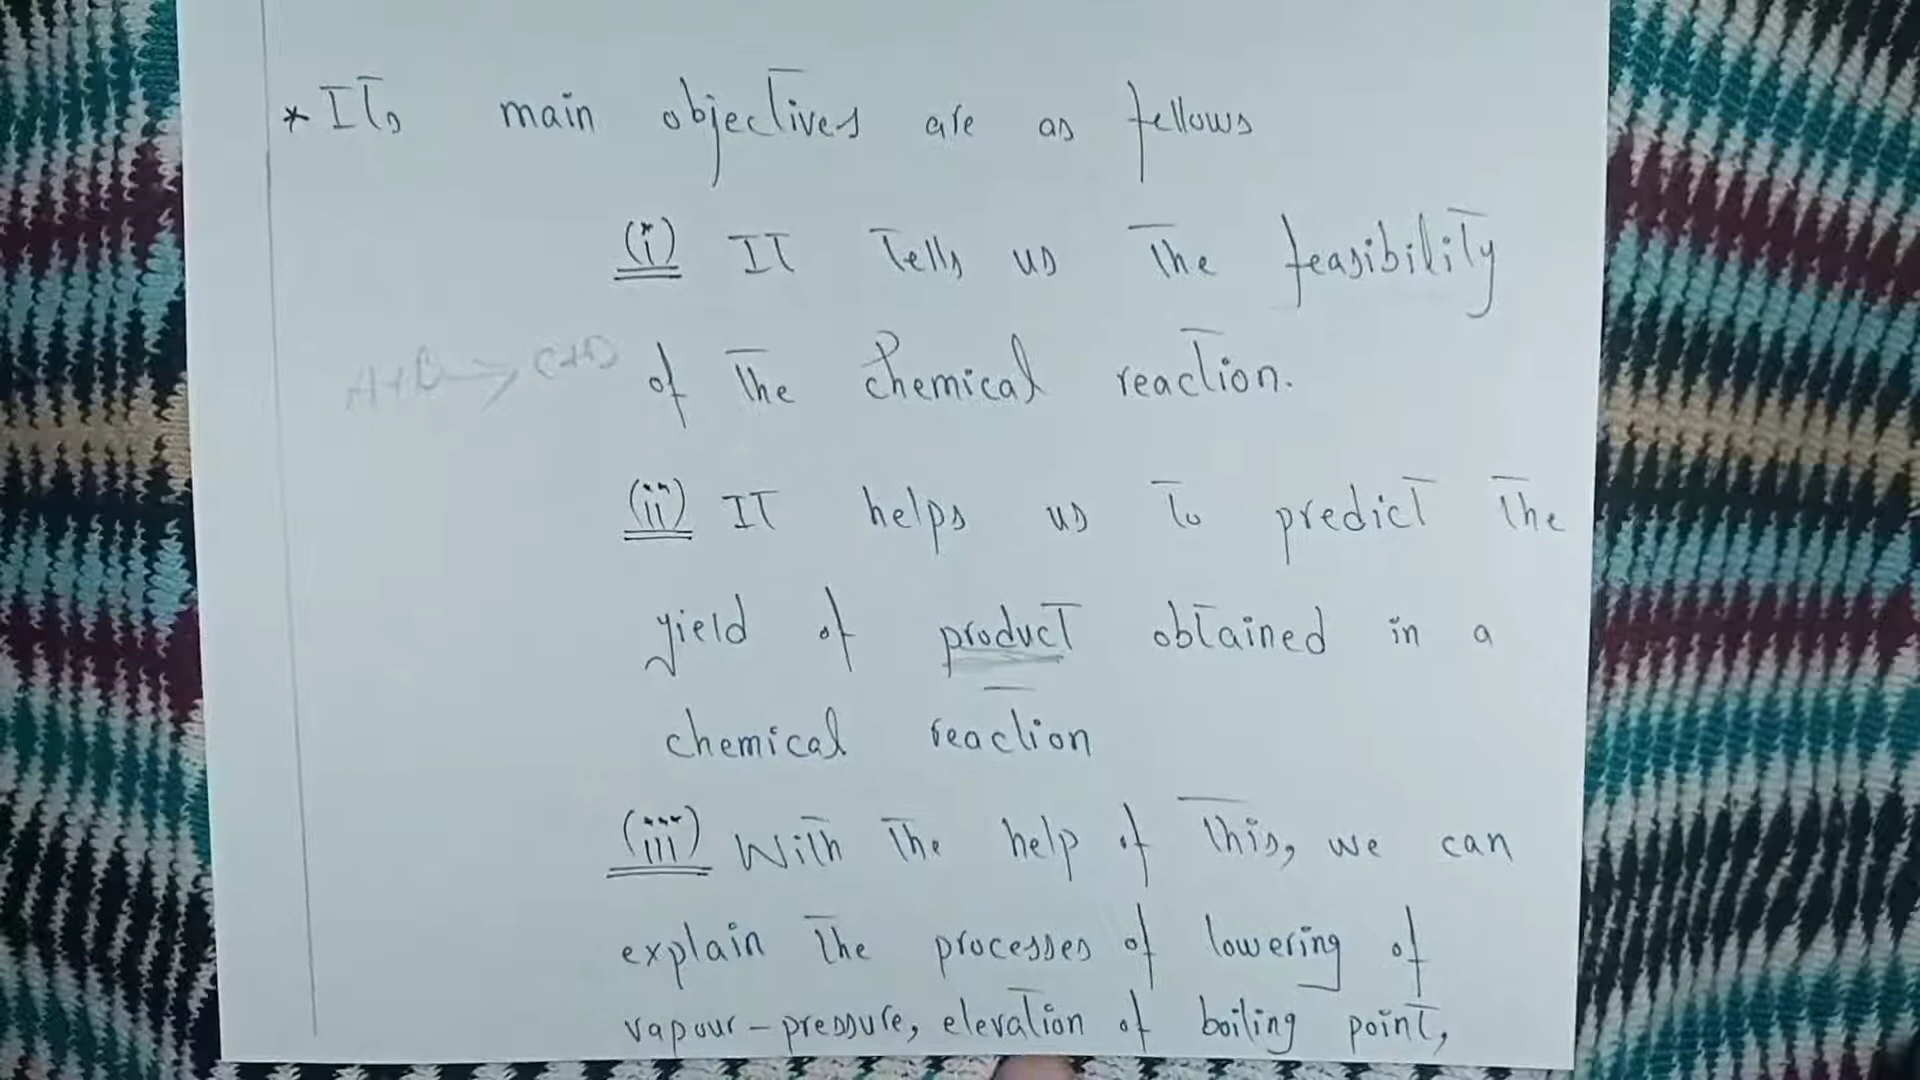 * Its main objectives are as fellows
(i) It tells us the feasibility
A+B → C+D
of the chemical reaction.
(ii) It helps us to predict the
yield of product obtained in a
chemical reaction
(iii) With the help of this, we can
explain the processes of lowering of
vapour-pressure, elevation of boiling point,